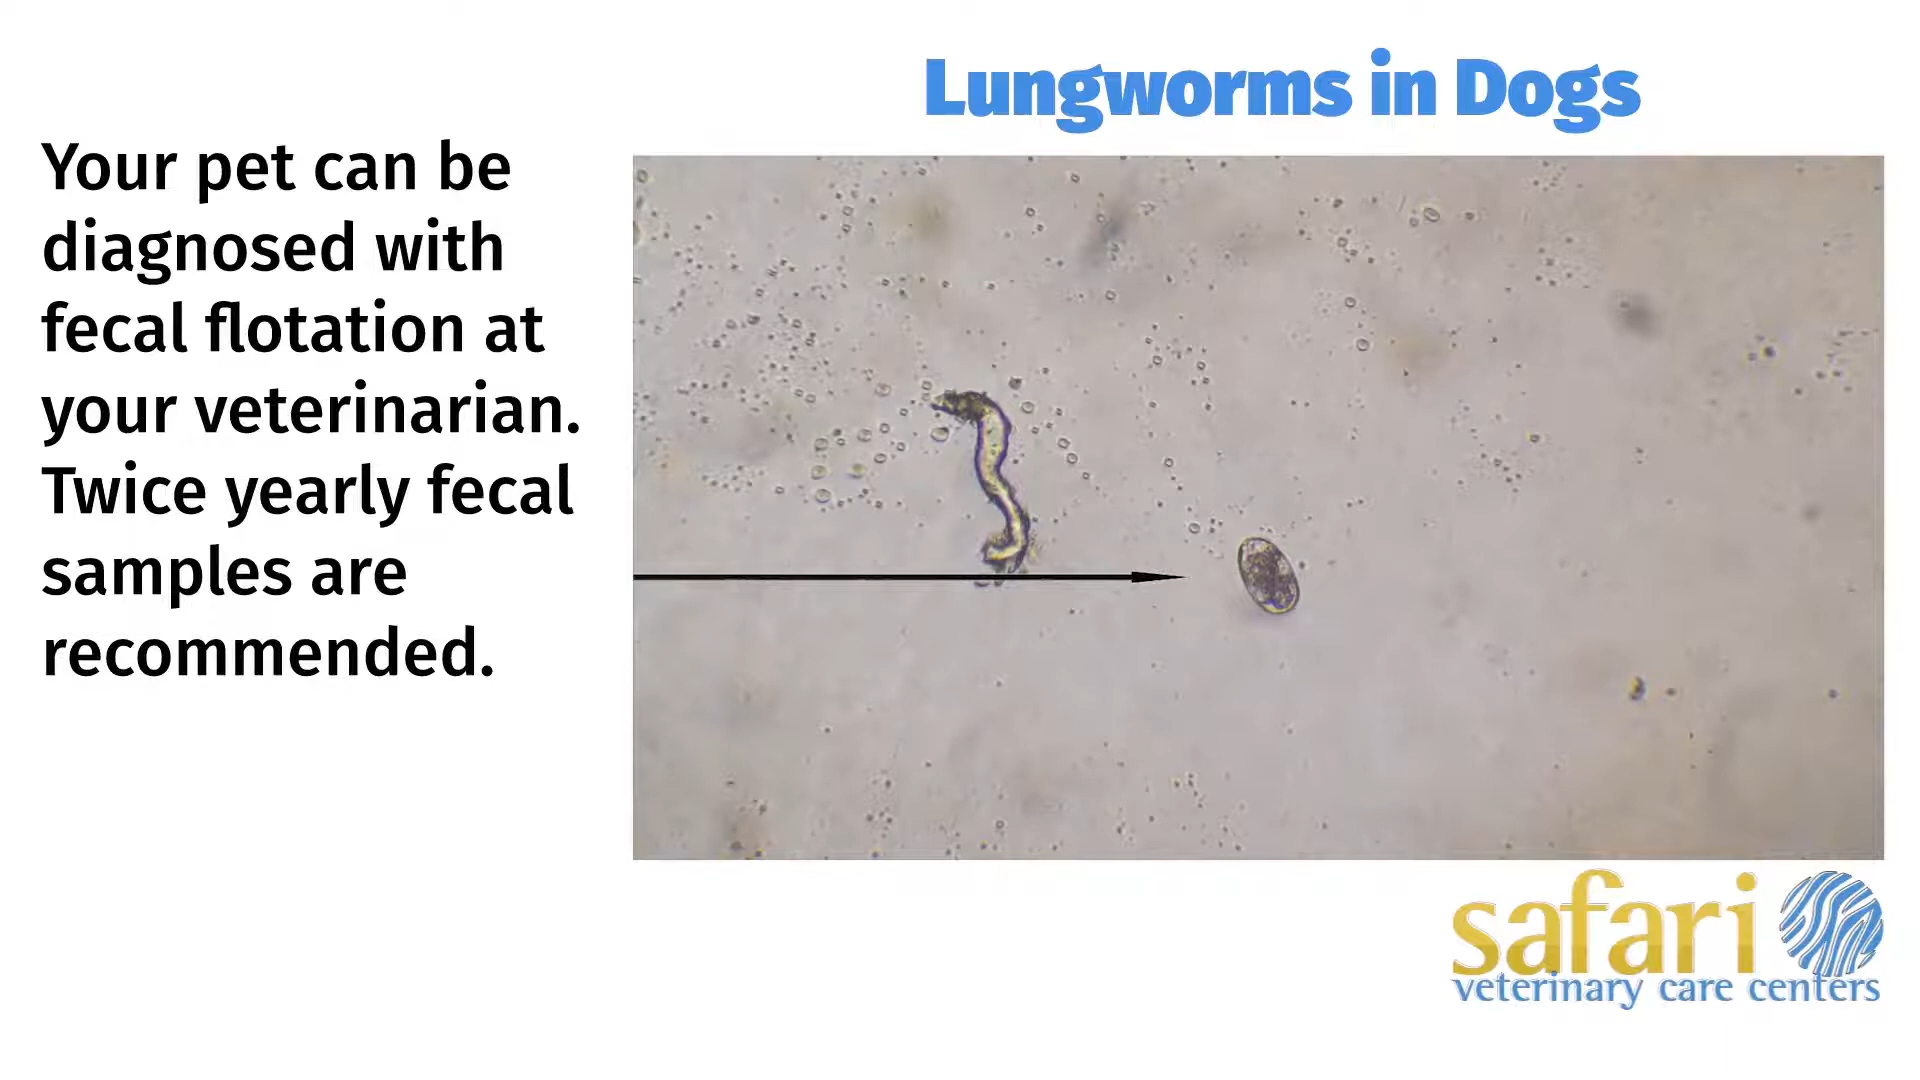 Lungworms in Dogs
Your pet can be
diagnosed with
fecal flotation at
your veterinarian.
Twice yearly fecal
samples are
recommended.
safari
veterinary care centers